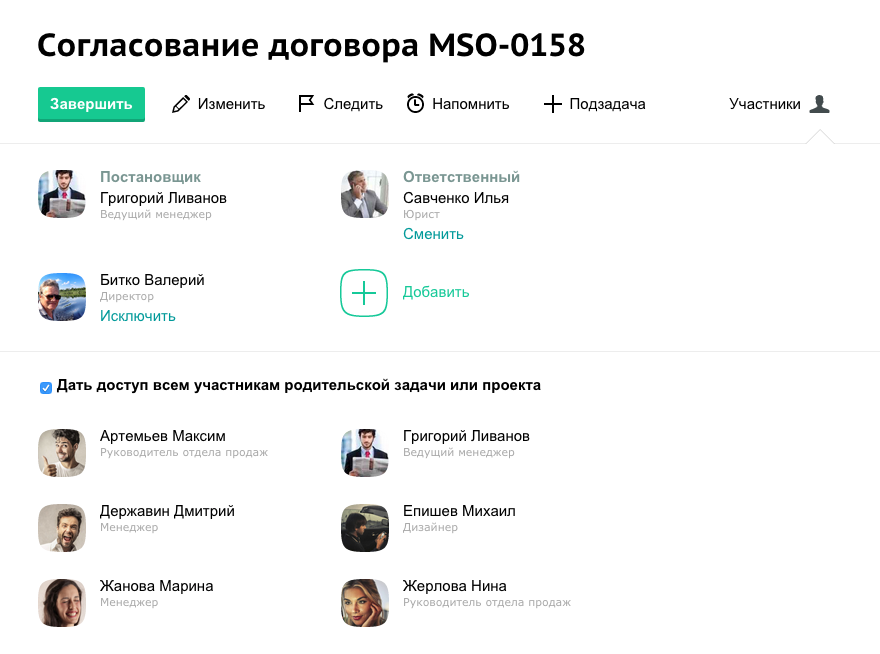 Согласование договора MSO-0158
Завершить Изменить Следить Напомнить Подзадача Участники
Постановщик
Григорий Ливанов
Ведущий менеджер
Ответственный
Савченко Илья
Юрист
Сменить
Битко Валерий
Директор
Исключить
Добавить
Дать доступ всем участникам родительской задачи или проекта
Артемьев Максим
Руководитель отдела продаж
Григорий Ливанов
Ведущий менеджер
Державин Дмитрий
Менеджер
Епишев Михаил
Дизайнер
Жанова Марина
Менеджер
Жерлова Нина
Руководитель отдела продаж